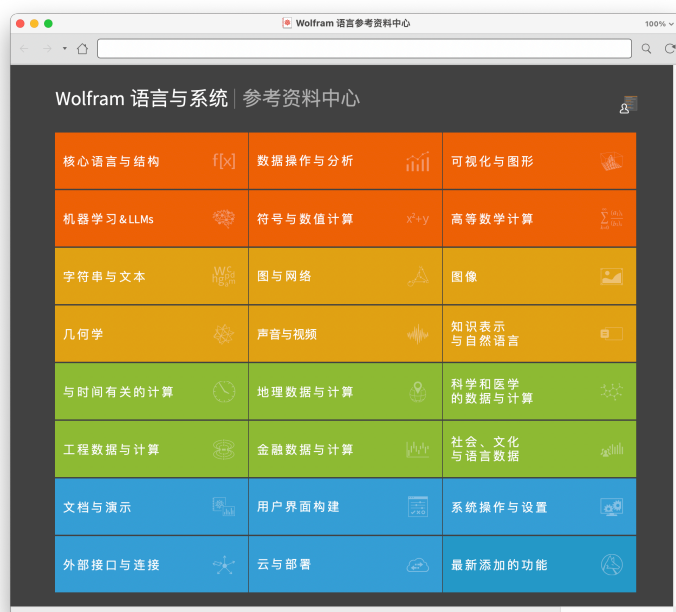 Wolfram 语言参考资料中心
100%
Wolfram 语言与系统 | 参考资料中心
核心语言与结构 f[x]
数据操作与分析
可视化与图形
机器学习&LLMs
符号与数值计算 x²+y
高等数学计算
字符串与文本
图与网络
图像
几何学
声音与视频
知识表示
与自然语言
与时间有关的计算
地理数据与计算
科学和医学
的数据与计算
工程数据与计算
金融数据与计算
社会、文化
与语言数据
文档与演示
用户界面构建
系统操作与设置
外部接口与连接
云与部署
最新添加的功能